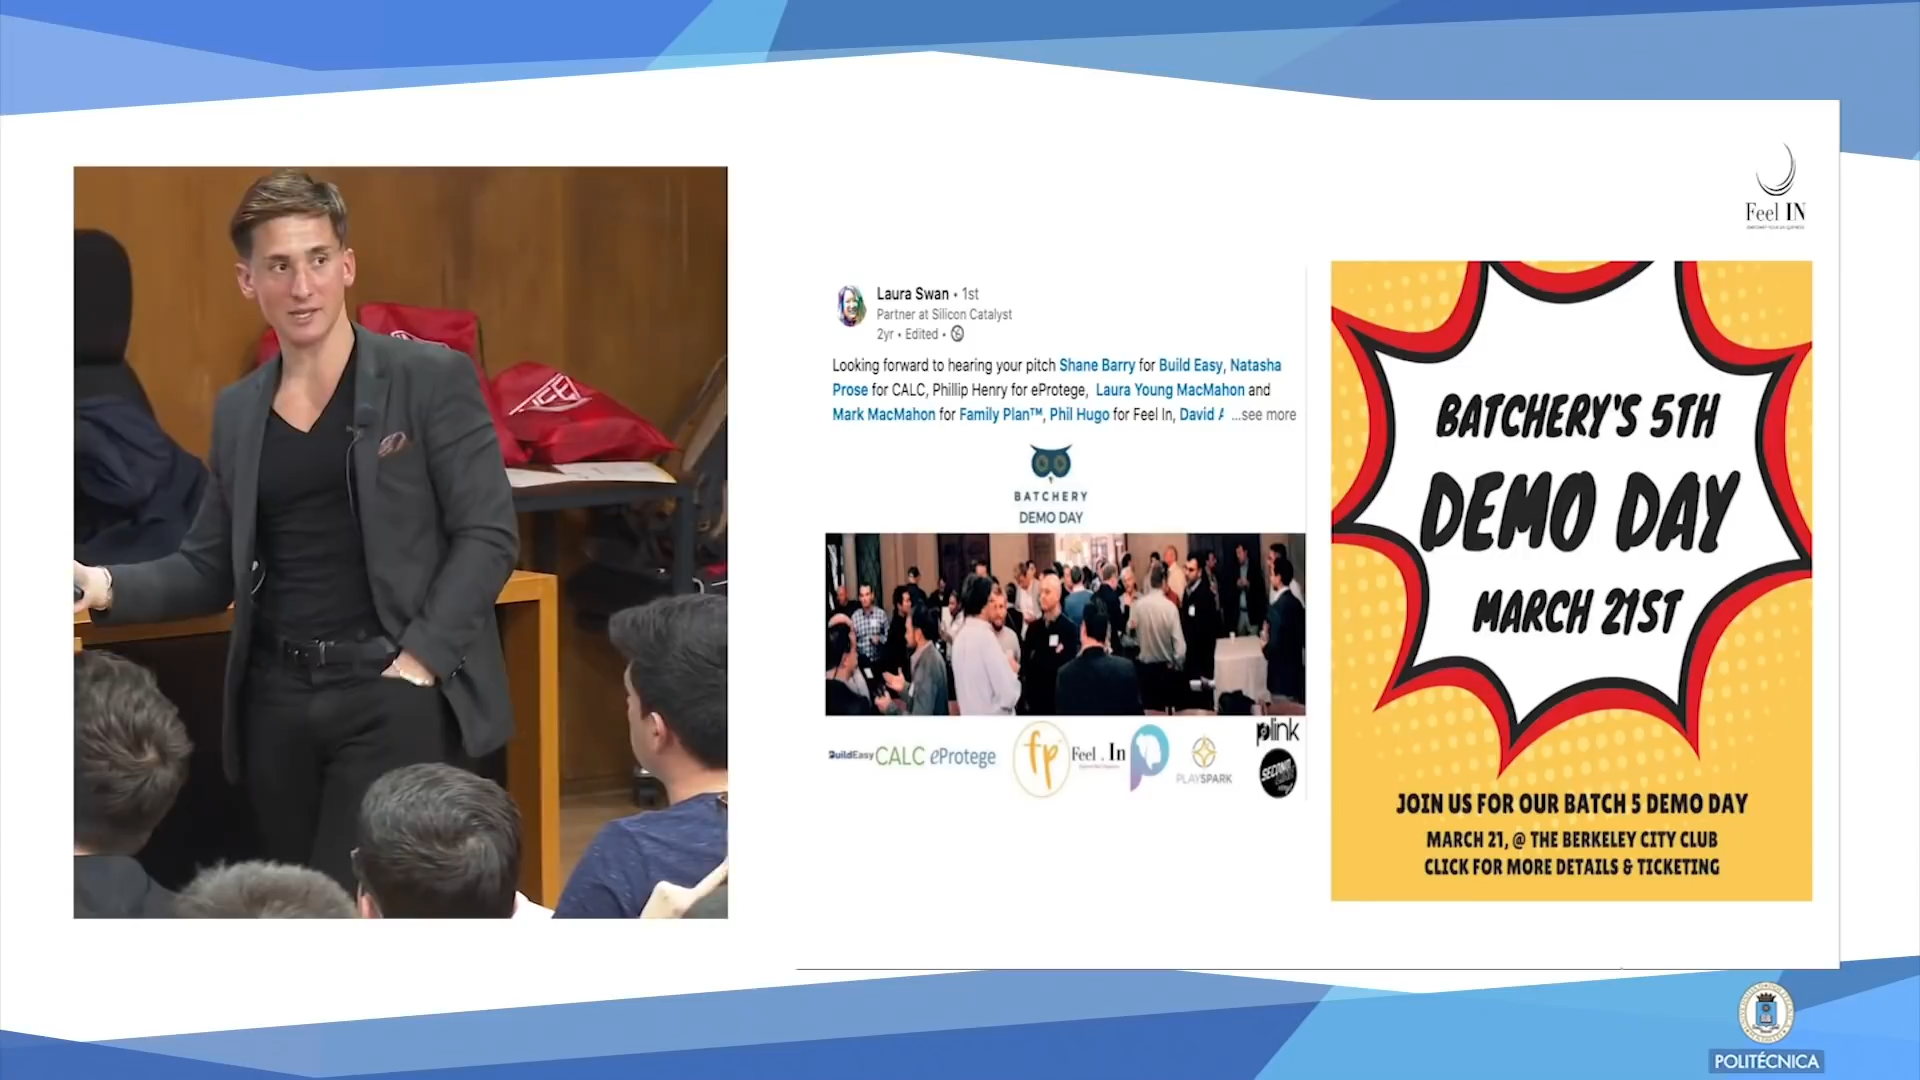 Feel IN
Laura Swan • 1st
Partner at Silicon Catalyst
2yr • Edited •
Looking forward to hearing your pitch Shane Barry for Build Easy, Natasha
Prose for CALC, Phillip Henry for eProtege, Laura Young MacMahon and
Mark MacMahon for Family Plan™, Phil Hugo for Feel In, David A ...see more
BATCHERY
DEMO DAY
BuildEasy CALC eProtege fp Feel . In PLAYSPARK plink SECOND
BATCHERY'S 5TH
DEMO DAY
MARCH 21ST
JOIN US FOR OUR BATCH 5 DEMO DAY
MARCH 21, @ THE BERKELEY CITY CLUB
CLICK FOR MORE DETAILS & TICKETING
POLITÉCNICA